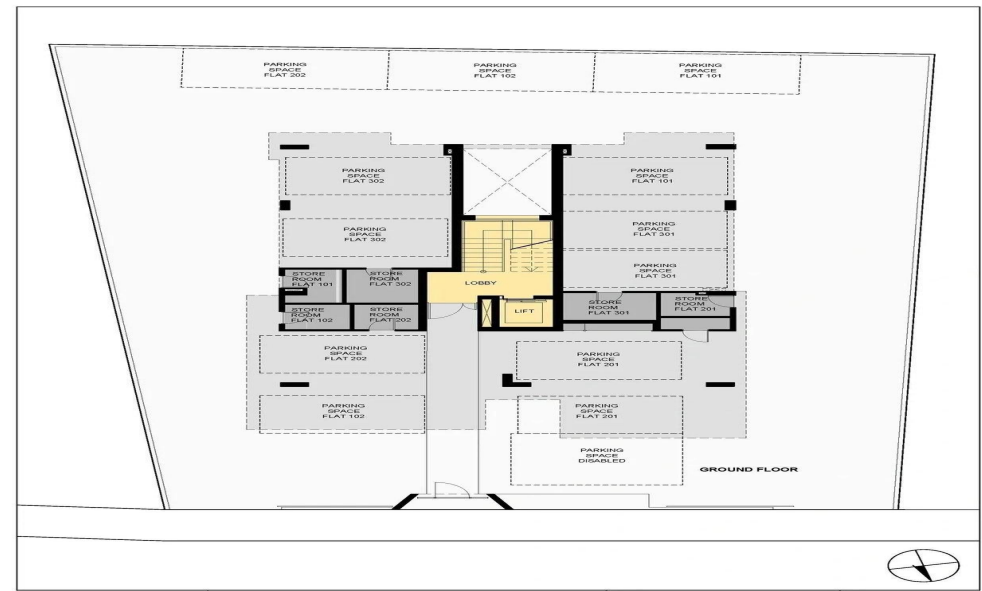 PARKING
SPACE
FLAT 202
PARKING
SPACE
FLAT 102
PARKING
SPACE
FLAT 101
PARKING
SPACE
FLAT 302
PARKING
SPACE
FLAT 101
PARKING
SPACE
FLAT 302
PARKING
SPACE
FLAT 301
PARKING
SPACE
FLAT 301
STORE
ROOM
FLAT 101
STORE
ROOM
FLAT 302
LOBBY
STORE
ROOM
FLAT 102
STORE
ROOM
FLAT 202
LIFT
STORE
ROOM
FLAT 301
STORE
ROOM
FLAT 201
PARKING
SPACE
FLAT 202
PARKING
SPACE
FLAT 201
PARKING
SPACE
FLAT 102
PARKING
SPACE
FLAT 201
PARKING
SPACE
DISABLED
GROUND FLOOR